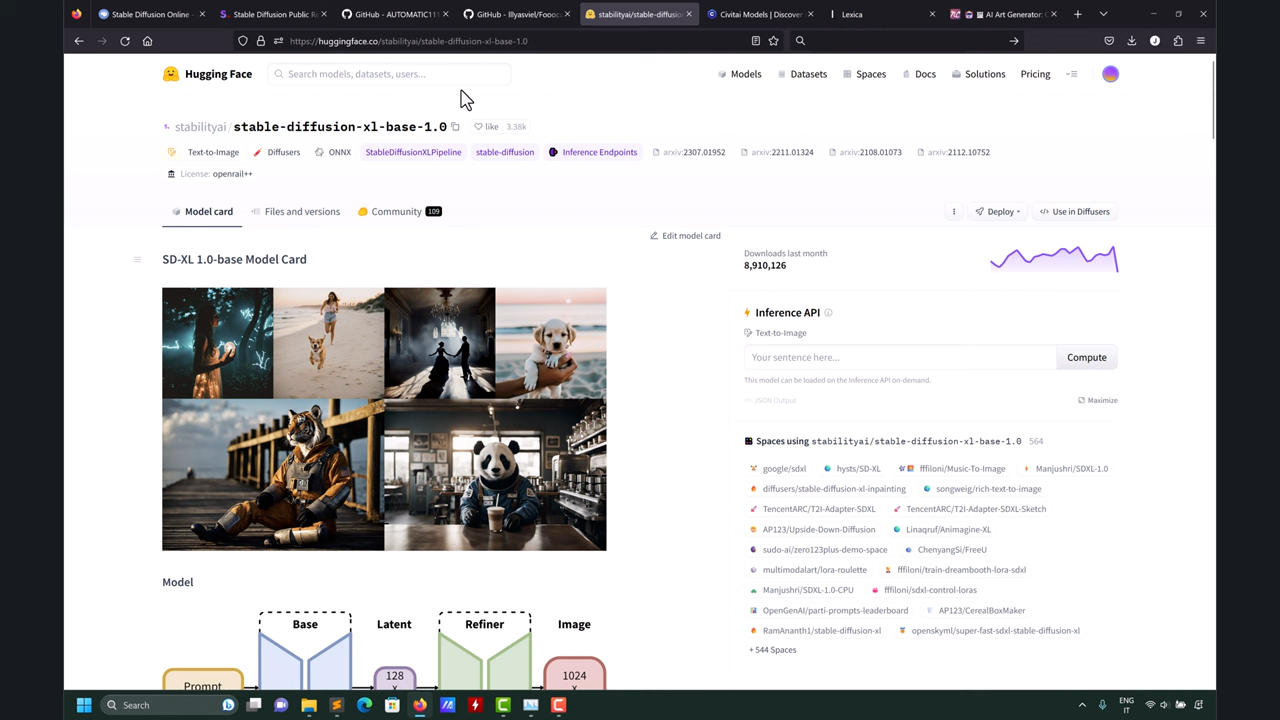 Stable Diffusion Online -
Stable Diffusion Public Re
GitHub - AUTOMATIC111
GitHub - lllyasviel/Foooc
stabilityai/stable-diffusion
Civitai Models | Discover
Lexica
AI Art Generator: C
https://huggingface.co/stabilityai/stable-diffusion-xl-base-1.0
J
Hugging Face
Search models, datasets, users...
Models
Datasets
Spaces
Docs
Solutions
Pricing
stabilityai/stable-diffusion-xl-base-1.0
like 3.38k
Text-to-Image
Diffusers
ONNX
StableDiffusionXLPipeline
stable-diffusion
Inference Endpoints
arxiv:2307.01952
arxiv:2211.01324
arxiv:2108.01073
arxiv:2112.10752
License: openrail++
Model card
Files and versions
Community 109
Deploy
Use in Diffusers
Edit model card
SD-XL 1.0-base Model Card
Model
Base
Latent
Refiner
Image
128
x
1024
x
Prompt
Downloads last month
8,910,126
Inference API
Text-to-Image
Your sentence here...
Compute
This model can be loaded on the Inference API on-demand.
JSON Output
Maximize
Spaces using stabilityai/stable-diffusion-xl-base-1.0 564
google/sdxl
hysts/SD-XL
fffiloni/Music-To-Image
Manjushri/SDXL-1.0
diffusers/stable-diffusion-xl-inpainting
songweig/rich-text-to-image
TencentARC/T2I-Adapter-SDXL
TencentARC/T2I-Adapter-SDXL-Sketch
AP123/Upside-Down-Diffusion
Linaqruf/Animagine-XL
sudo-ai/zero123plus-demo-space
ChenyangSi/FreeU
multimodalart/lora-roulette
fffiloni/train-dreambooth-lora-sdxl
Manjushri/SDXL-1.0-CPU
fffiloni/sdxl-control-loras
OpenGenAI/parti-prompts-leaderboard
AP123/CerealBoxMaker
RamAnanth1/stable-diffusion-xl
openskyml/super-fast-sdxl-stable-diffusion-xl
+ 544 Spaces
Search
ENG
IT